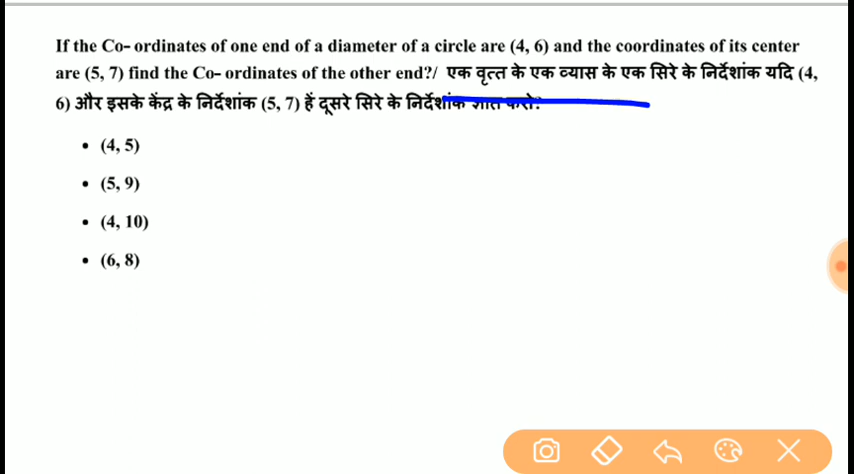 If the Co- ordinates of one end of a diameter of a circle are (4, 6) and the coordinates of its center
are (5, 7) find the Co- ordinates of the other end?/ एक वृत्त के एक व्यास के एक सिरे के निर्देशांक यदि (4,
6) और इसके केंद्र के निर्देशांक (5, 7) हैं दूसरे सिरे के निर्देशांक ज्ञात करो?
• (4, 5)
• (5, 9)
• (4, 10)
• (6, 8)